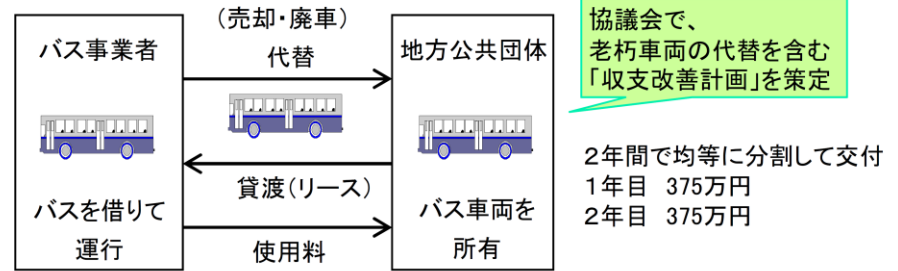 (売却・廃車)
代替
バス事業者
バスを借りて
運行
貸渡(リース)
使用料
地方公共団体
バス車両を
所有
協議会で、
老朽車両の代替を含む
「収支改善計画」を策定
2年間で均等に分割して交付
1年目 375万円
2年目 375万円